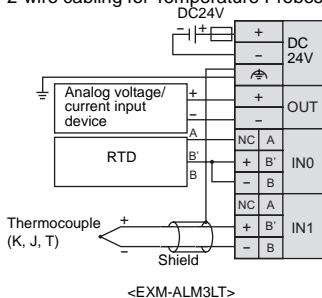 2-wire cabling for Temperature Probes
DC24V
− +
+
−
DC
24V
Analog voltage/
current input
device
+
−
+
−
OUT
RTD
A
B'
B
NC A
+ B'
− B
IN0
NC A
+ B'
− B
IN1
Thermocouple
(K, J, T)
+
−
Shield
<EXM-ALM3LT>